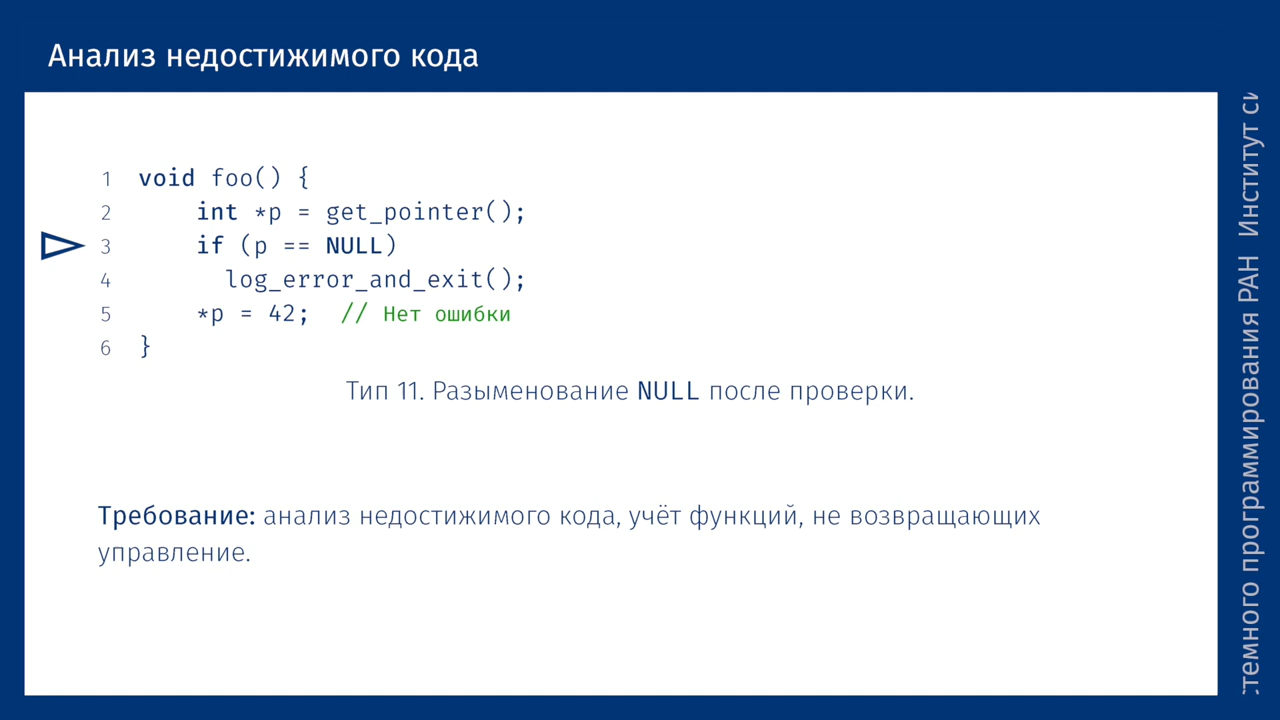 Анализ недостижимого кода
1 void foo() {
2 int *p = get_pointer();
3 if (p == NULL)
4 log_error_and_exit();
5 *p = 42; // Нет ошибки
6 }
Тип 11. Разыменование NULL после проверки.
Требование: анализ недостижимого кода, учёт функций, не возвращающих
управление.
темного программирования РАН Институт си